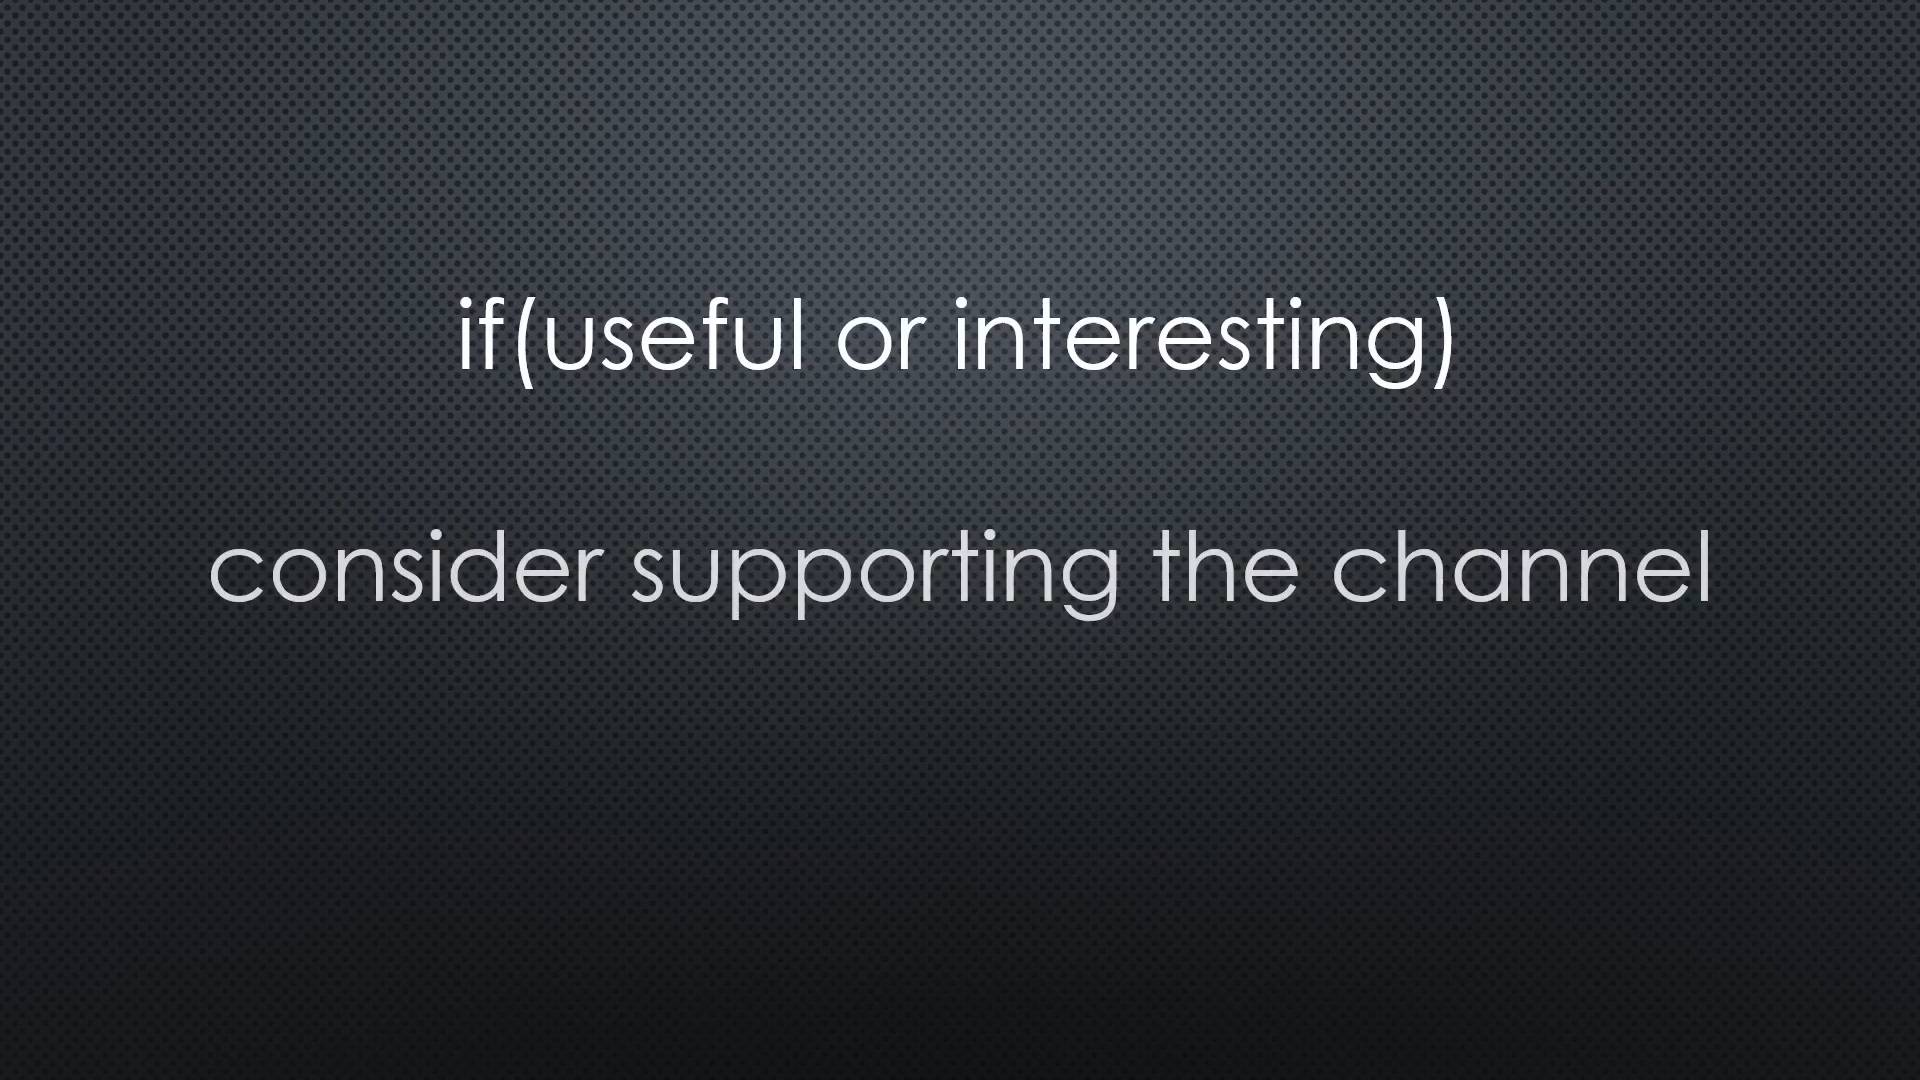 if(useful or interesting)
consider supporting the channel